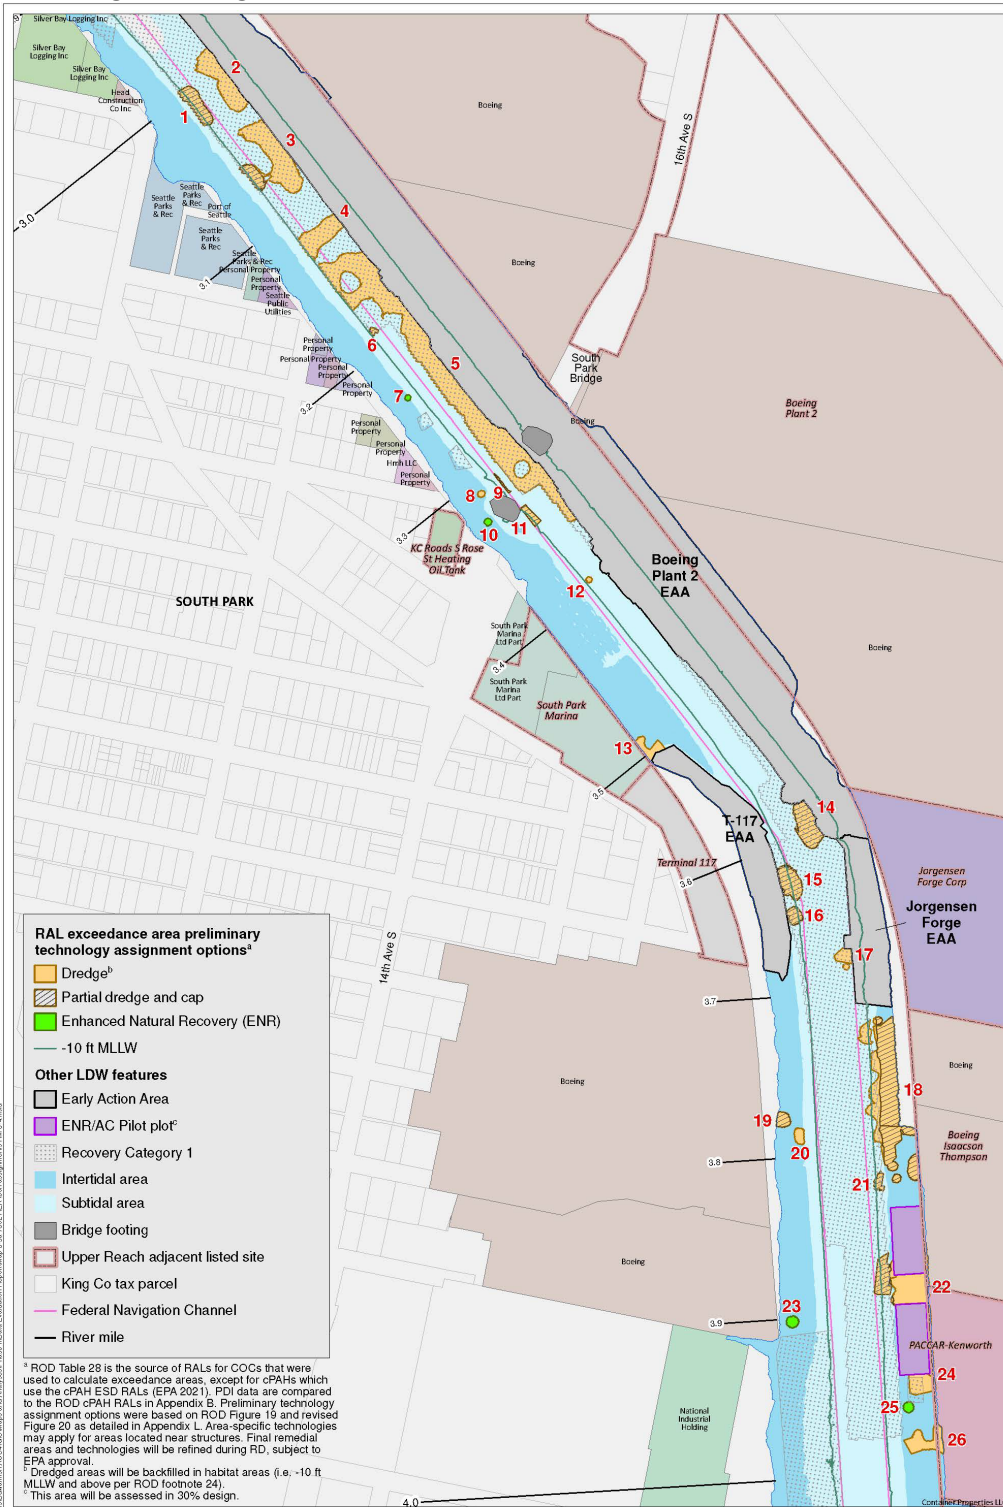 Silver Bay Logging Inc
Silver Bay
Logging Inc
Silver Bay
Logging Inc
Head
Construction
Co Inc
1
2
3
4
5
6
7
8
9
10
11
12
13
14
15
16
17
18
19
20
21
22
23
24
25
26
3.0
3.1
3.2
3.3
3.4
3.5
3.6
3.7
3.8
3.9
4.0
Boeing
16th Ave S
Seattle
Parks
& Rec
Seattle
Parks
& Rec
Port of
Seattle
Seattle
Parks
& Rec
Seattle
Parks & Rec
Personal Property
Personal
Property
Seattle
Public
Utilities
Boeing
Personal
Property
Personal Property
Personal
Property
Personal
Property
South
Park
Bridge
Boeing
Boeing
Plant 2
Personal
Property
Personal
Property
Hmh LLC
Personal
Property
KC Roads S Rose
St Heating
Oil Tank
Boeing
Plant 2
EAA
SOUTH PARK
South Park
Marina
Ltd Part
Boeing
South Park
Marina
Ltd Part
South Park
Marina
T-117
EAA
Terminal 117
Jorgensen
Forge Corp
Jorgensen
Forge
EAA
14th Ave S
Boeing
Boeing
Boeing
Isaacson
Thompson
Boeing
PACCAR-Kenworth
National
Industrial
Holding
RAL exceedance area preliminary
technology assignment options^a
Dredge^b
Partial dredge and cap
Enhanced Natural Recovery (ENR)
-10 ft MLLW
Other LDW features
Early Action Area
ENR/AC Pilot plot^c
Recovery Category 1
Intertidal area
Subtidal area
Bridge footing
Upper Reach adjacent listed site
King Co tax parcel
Federal Navigation Channel
River mile
^a ROD Table 28 is the source of RALs for COCs that were
used to calculate exceedance areas, except for cPAHs which
use the cPAH ESD RALs (EPA 2021). PDI data are compared
to the ROD cPAH RALs in Appendix B. Preliminary technology
assignment options were based on ROD Figure 19 and revised
Figure 20 as detailed in Appendix L. Area-specific technologies
may apply for areas located near structures. Final remedial
areas and technologies will be refined during RD, subject to
EPA approval.
^b Dredged areas will be backfilled in habitat areas (i.e. -10 ft
MLLW and above per ROD footnote 24).
^c This area will be assessed in 30% design.
Container Properties LL